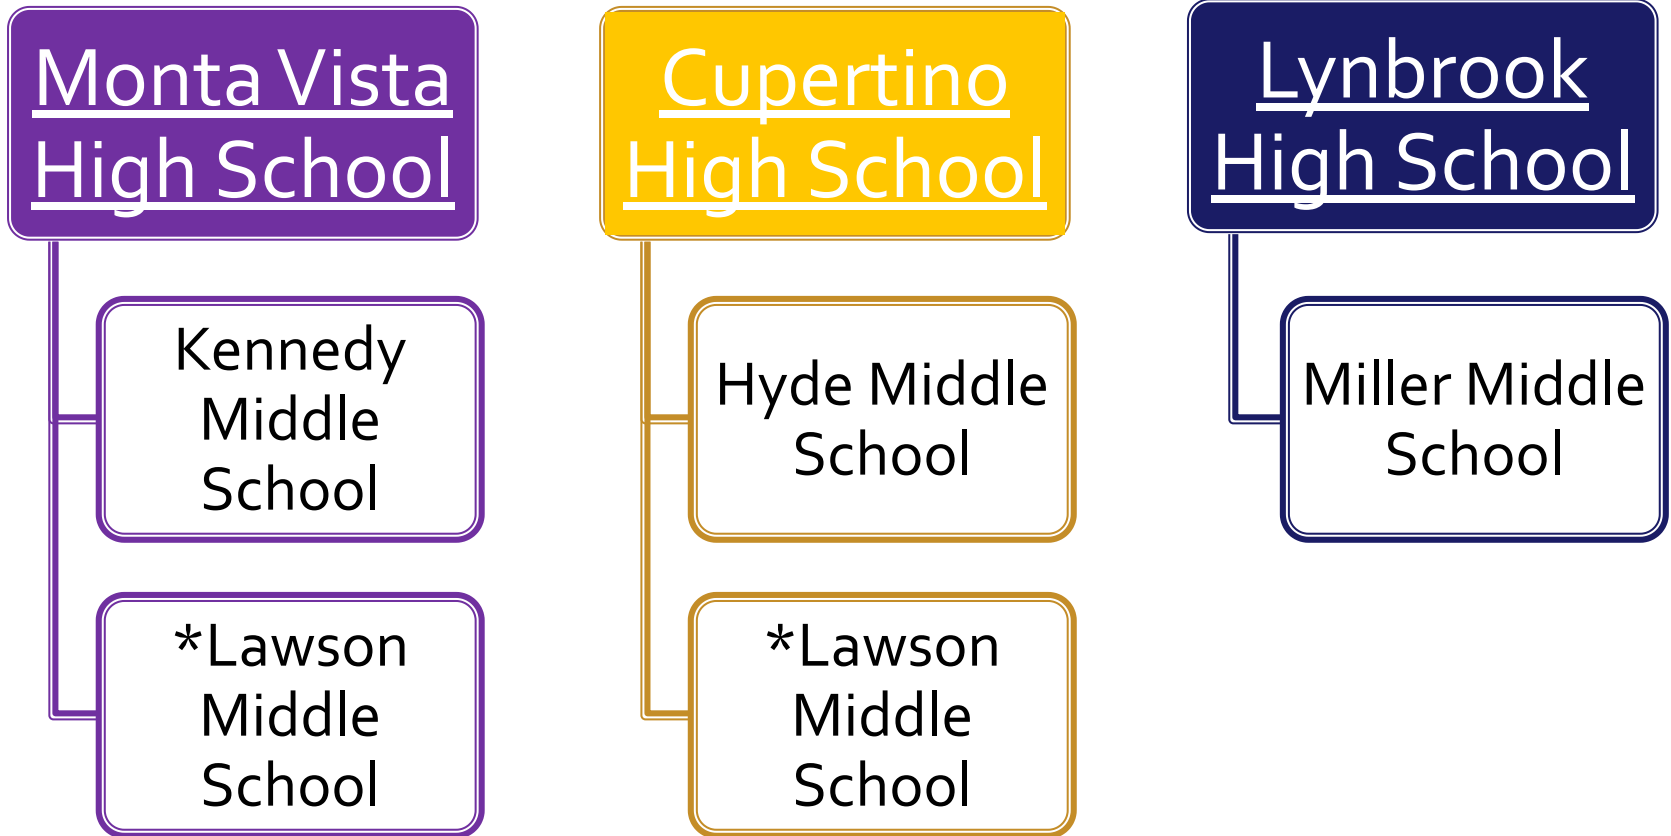 Monta Vista
High School
Kennedy
Middle
School
*Lawson
Middle
School
Cupertino
High School
Hyde Middle
School
*Lawson
Middle
School
Lynbrook
High School
Miller Middle
School